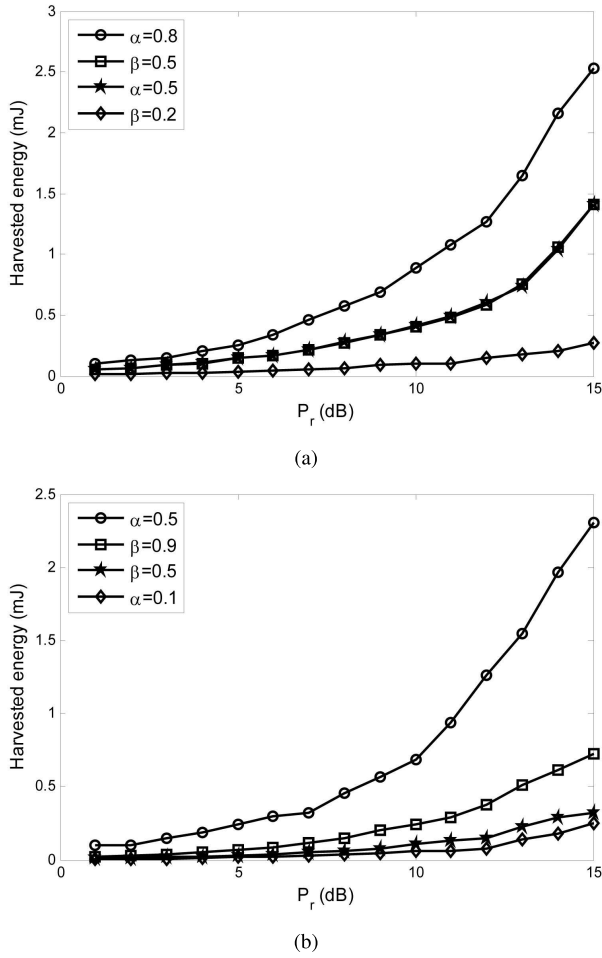 3
2.5
2
1.5
1
0.5
0
0
5
10
15
Harvested energy (mJ)
P_r (dB)
α=0.8
β=0.5
α=0.5
β=0.2
(a)
2.5
2
1.5
1
0.5
0
0
5
10
15
Harvested energy (mJ)
P_r (dB)
α=0.5
β=0.9
β=0.5
α=0.1
(b)